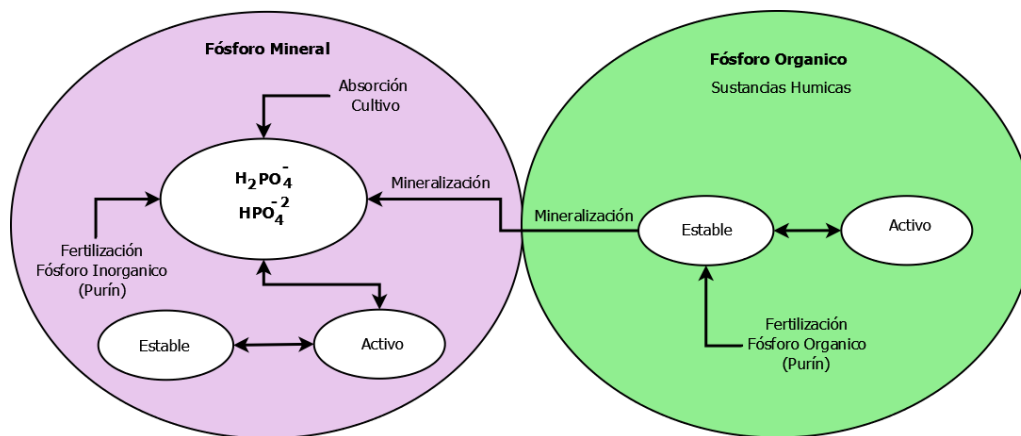 Fósforo Mineral
Absorción
Cultivo
H₂PO₄⁻
HPO₄⁻²
Mineralización
Fertilización
Fósforo Inorganico
(Purín)
Estable
Activo
Fósforo Organico
Sustancias Humicas
Mineralización
Estable
Activo
Fertilización
Fósforo Organico
(Purín)